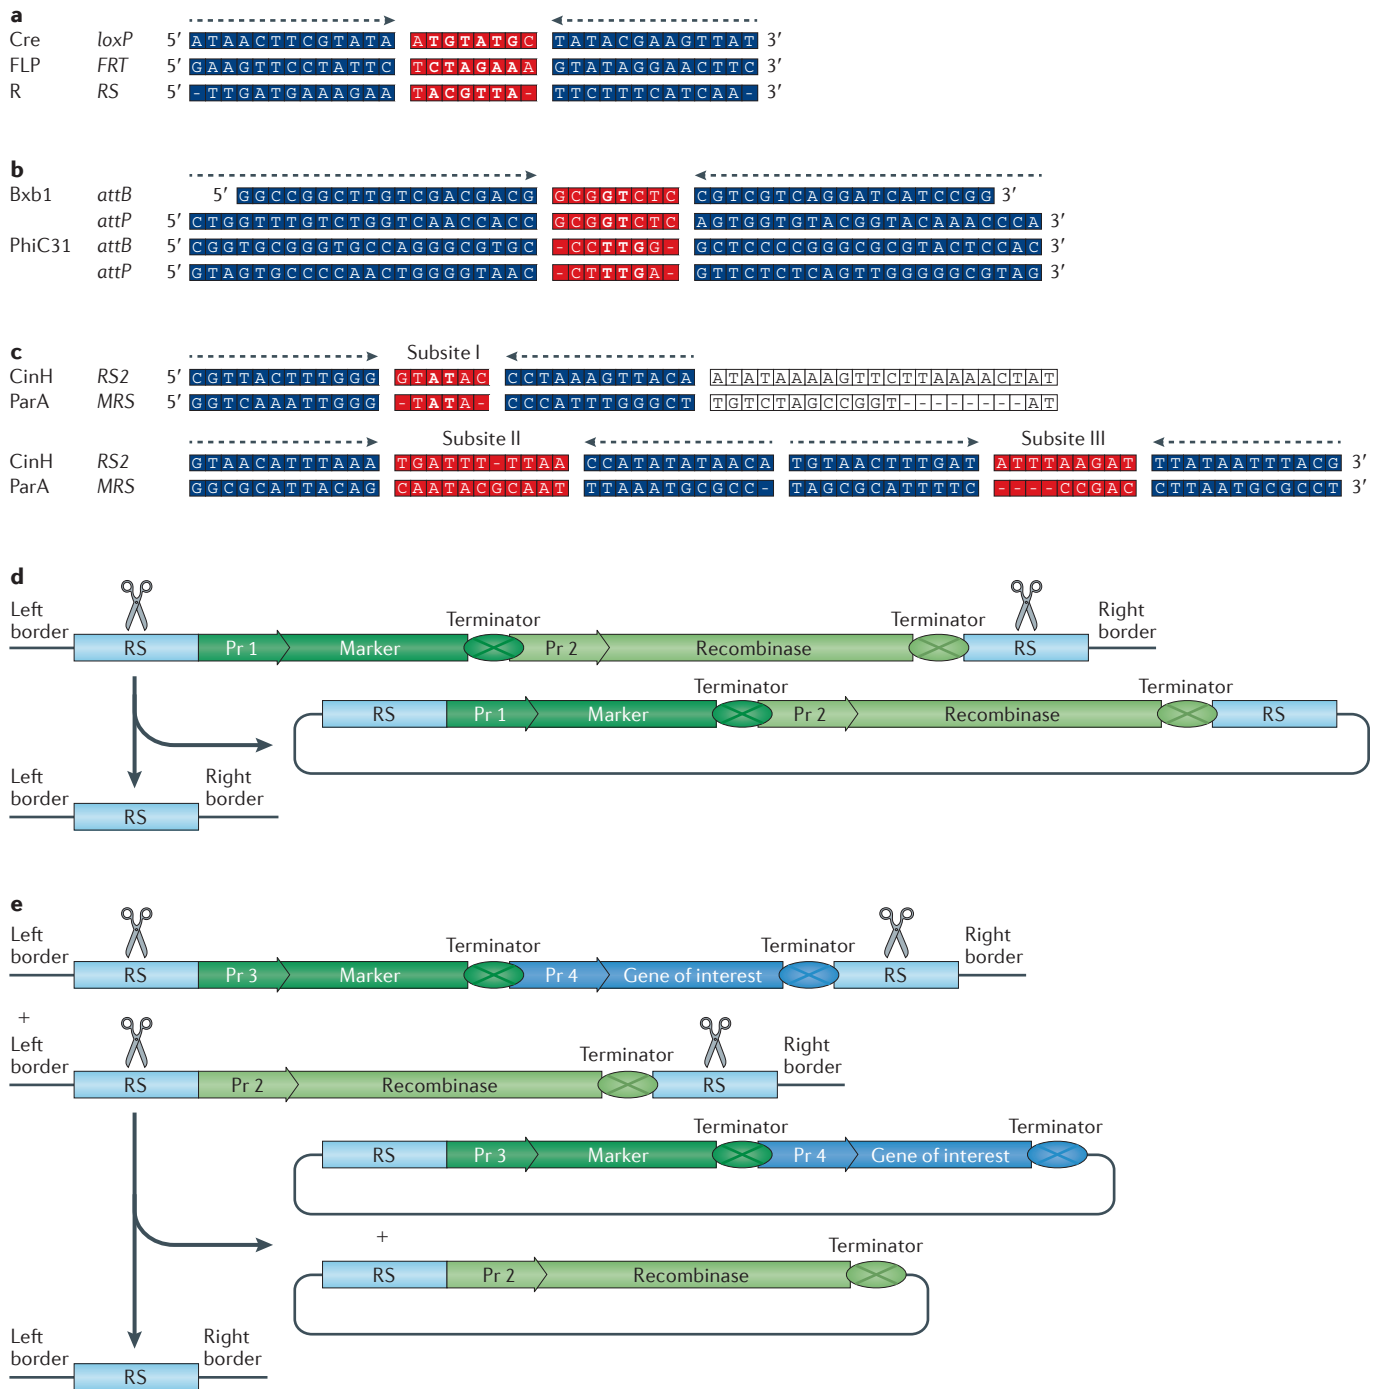 a
Cre loxP 5′ ATAACTTCGTATA ATGTATGC TATACGAAGTTAT 3′
FLP FRT 5′ GAAGTTCCTATTC TCTAGAAA GTATAGGAACTTC 3′
R RS 5′ -TTGATGAAAGAA TACGTTA- TTCTTTCATCAA- 3′
b
Bxb1 attB 5′ GGCCGGCTTGTCGACGACG GCGGTCTC CGTCGTCAGGATCATCCGG 3′
attP 5′ CTGGTTTGTCTGGTCAACCACC GCGGTCTC AGTGGTGTACGGTACAAACCCA 3′
PhiC31 attB 5′ CGGTGCGGGTGCCAGGGCGTGC -CCTTGG- GCTCCCCGGGCGCGTACTCCAC 3′
attP 5′ GTAGTGCCCCAACTGGGGTAAC -CTTTGA- GTTCTCTCAGTTGGGGGCGTAG 3′
c
Subsite I
CinH RS2 5′ CGTTACTTTGGG GTATAC CCTAAAGTTACA ATATAAAAGTTCTTAAAACTAT
ParA MRS 5′ GGTCAAATTGGG -TATA- CCCATTTGGGCT TGTCTAGCCGGT--------AT
Subsite II Subsite III
CinH RS2 GTAACATTTAAA TGATTT-TTAA CCATATATAACA TGTAACTTTGAT ATTTAAGAT TTATAATTTACG 3′
ParA MRS GGCGCATTACAG CAATACGCAAT TTAAATGCGCC- TAGCGCATTTTC ----CCGAC CTTAATGCGCCT 3′
d
Left border
Terminator
Terminator
Right border
RS Pr 1 Marker Pr 2 Recombinase RS
Terminator
Terminator
RS Pr 1 Marker Pr 2 Recombinase RS
Left border
Right border
RS
e
Left border
Terminator
Terminator
Right border
RS Pr 3 Marker Pr 4 Gene of interest RS
+
Left border
Terminator
Right border
RS Pr 2 Recombinase RS
Terminator
Terminator
RS Pr 3 Marker Pr 4 Gene of interest
+
Terminator
RS Pr 2 Recombinase
Left border
Right border
RS